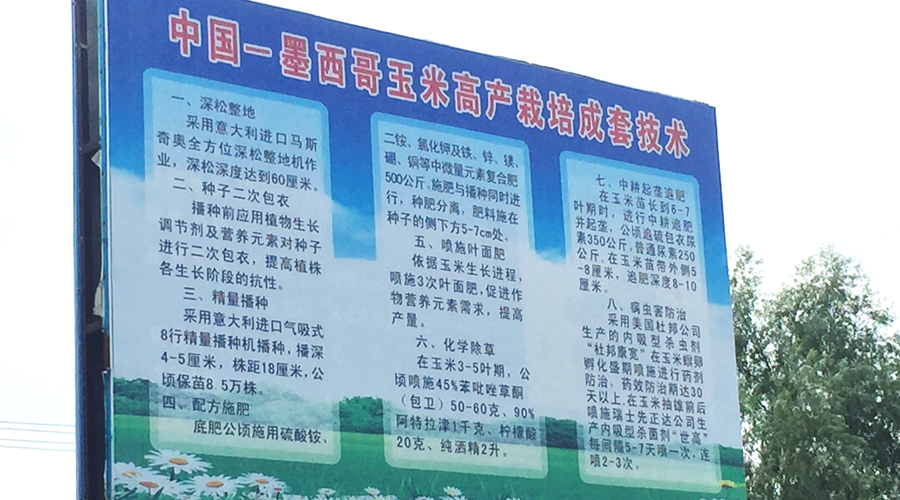 中国一墨西哥玉米高产栽培成套技术
一、深松整地
采用意大利进口马斯
奇奥全方位深松整地机作
业，深松深度达到60厘米。
二、种子二次包衣
播种前应用植物生长
调节剂及营养元素对种子
进行二次包衣，提高植株
各生长阶段的抗性。
三、精量播种
采用意大利进口气吸式
8行精量播种机播种，播深
4-5厘米，株距18厘米，公
顷保苗8.5万株。
四、配方施肥
底肥公顷施用硫酸铵、
二铵、氯化钾及铁、锌、镁、
硼、铜等中微量元素复合肥
500公斤。施肥与播种同时进
行，种肥分离，肥料施在
种子的侧下方5-7cm处。
五、喷施叶面肥
依据玉米生长进程，
喷施3次叶面肥,促进作
物营养元素需求，提高
产量。
六、化学除草
在玉米3-5叶期，公
顷喷施45%苯吡唑草酮
（包卫）50-60克、90%
阿特拉津1千克、柠檬酸
20克、纯酒精2升。
七、中耕起垄追肥
在玉米苗长到6-7
叶期时，进行中耕追肥
并起垄，公顷追硫包衣尿
素350公斤,普通尿素250
公斤。在玉米苗带外侧5
-8厘米，追肥深度8-10
厘米。
八、病虫害防治
采用美国杜邦公司
生产的内吸型杀虫剂
“杜邦康宽”在玉米螟卵
孵化盛期喷施进行药剂
防治，药效防治期达30
天以上,在玉米抽雄前后
喷施瑞士先正达公司生
产内吸型杀菌剂“世高”
每间隔5-7天喷一次，连
喷2-3次。